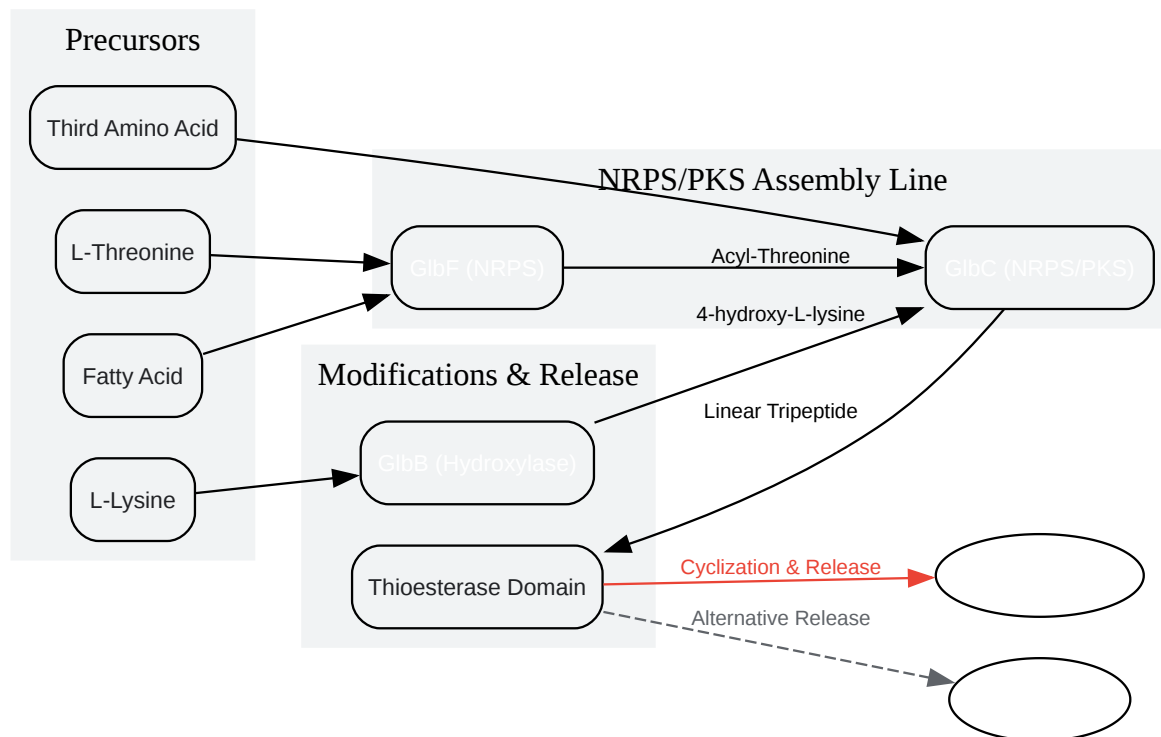 Precursors
Third Amino Acid
L-Threonine
Fatty Acid
L-Lysine
NRPS/PKS Assembly Line
GlbF (NRPS)
Acyl-Threonine
GlbC (NRPS/PKS)
4-hydroxy-L-lysine
Modifications & Release
Linear Tripeptide
GlbB (Hydroxylase)
Thioesterase Domain
Cyclization & Release
Alternative Release